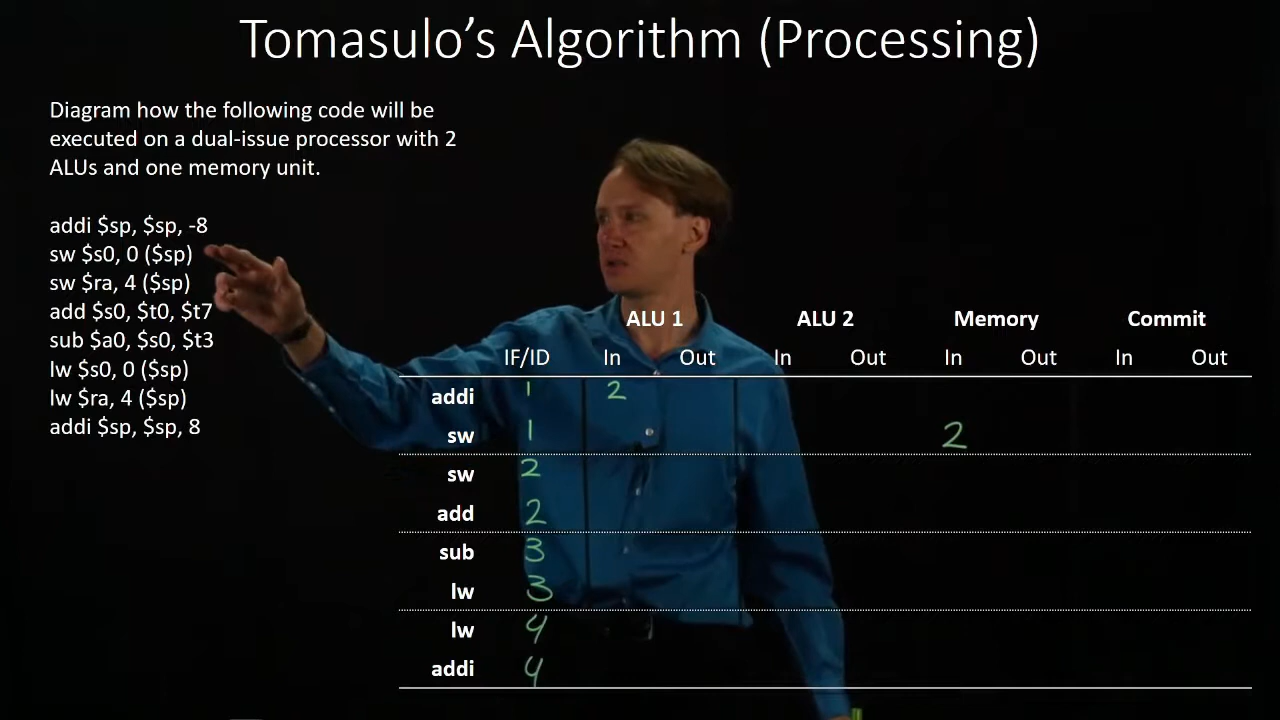 Tomasulo's Algorithm (Processing)
Diagram how the following code will be
executed on a dual-issue processor with 2
ALUs and one memory unit.
addi $sp, $sp, -8
sw $s0, 0 ($sp)
sw $ra, 4 ($sp)
add $s0, $t0, $t7
sub $a0, $s0, $t3
lw $s0, 0 ($sp)
lw $ra, 4 ($sp)
addi $sp, $sp, 8
ALU 1 ALU 2 Memory Commit
IF/ID In Out In Out In Out In Out
addi 1 2
sw 1 2
sw 2
add 2
sub 3
lw 3
lw 4
addi 4